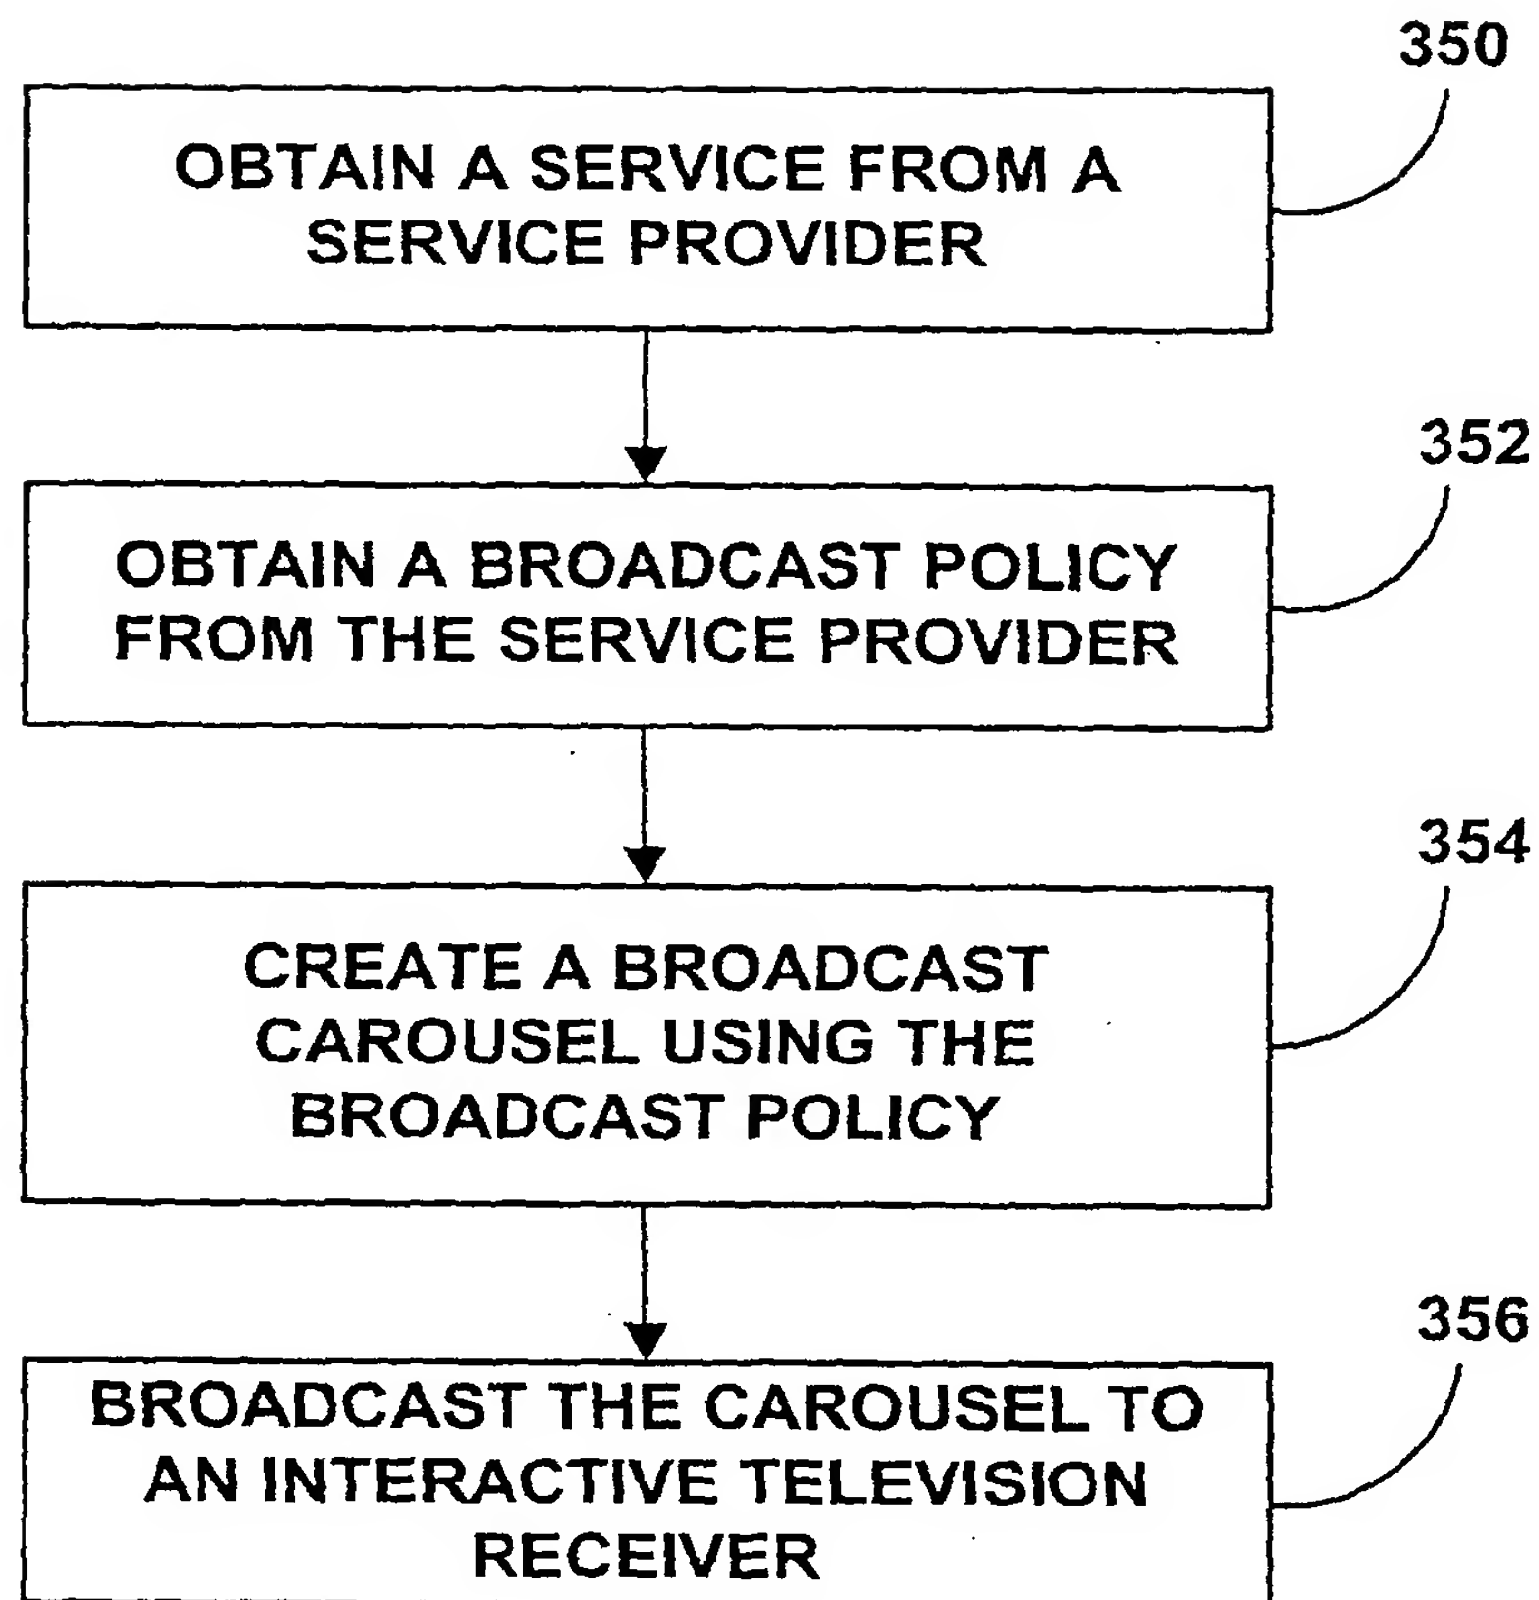 350
OBTAIN A SERVICE FROM A
SERVICE PROVIDER
352
OBTAIN A BROADCAST POLICY
FROM THE SERVICE PROVIDER
354
CREATE A BROADCAST
CAROUSEL USING THE
BROADCAST POLICY
356
BROADCAST THE CAROUSEL TO
AN INTERACTIVE TELEVISION
RECEIVER